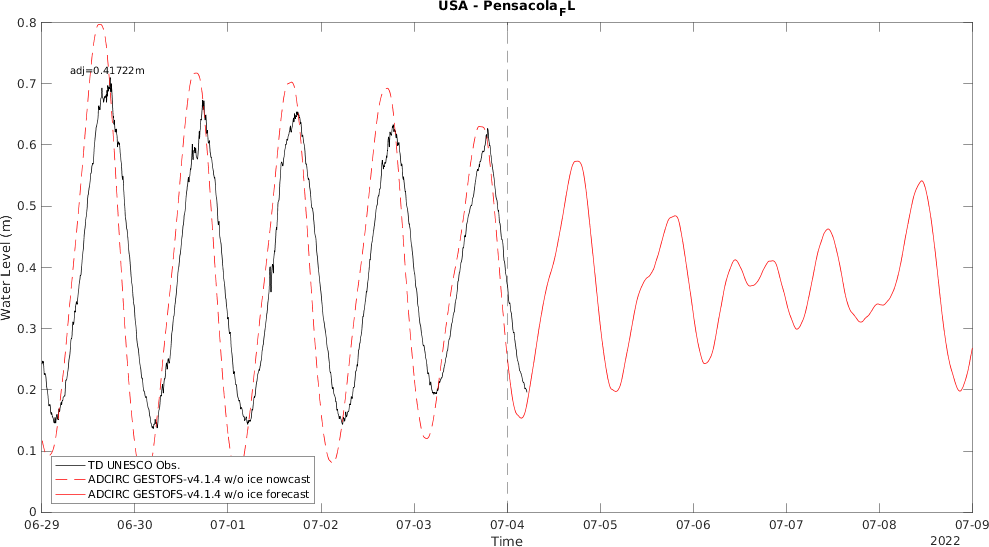 USA - Pensacola_FL
adj=0.41722m
0.8
0.7
0.6
0.5
0.4
0.3
0.2
0.1
0
Water Level (m)
TD UNESCO Obs.
ADCIRC GESTOFS-v4.1.4 w/o ice nowcast
ADCIRC GESTOFS-v4.1.4 w/o ice forecast
06-29 06-30 07-01 07-02 07-03 07-04 07-05 07-06 07-07 07-08 07-09
Time
2022